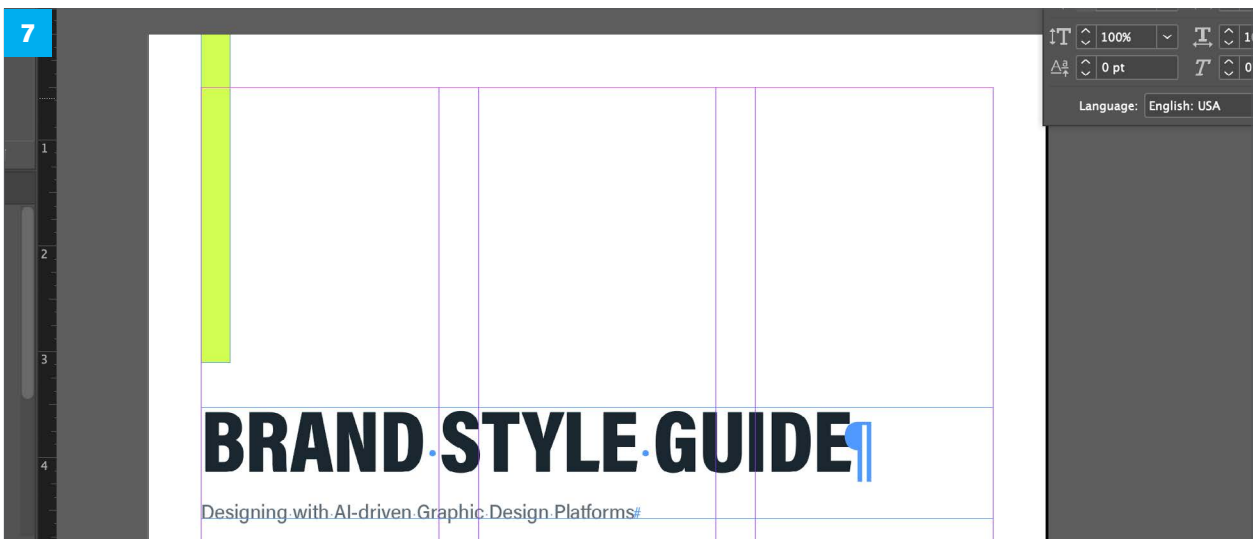 7
100%
0 pt
Language: English: USA
1
2
3
4
BRAND STYLE GUIDE¶
Designing with AI-driven Graphic Design Platforms#